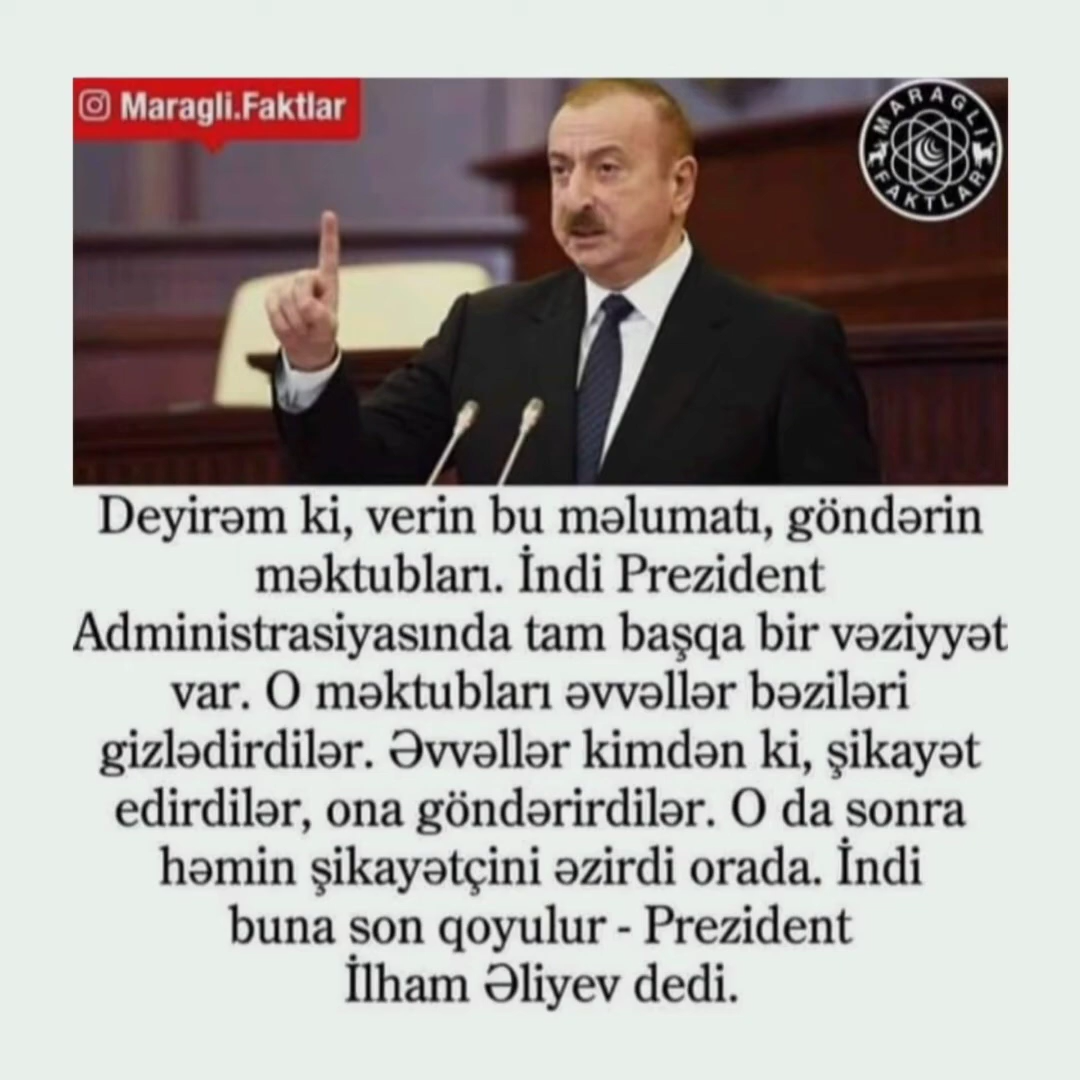 Maragli.Faktlar
MARAGLI
FAKTLAR
Deyirəm ki, verin bu məlumatı, göndərin
məktubları. İndi Prezident
Administrasiyasında tam başqa bir vəziyyət
var. O məktubları əvvəllər bəziləri
gizlədirdilər. Əvvəllər kimdən ki, şikayət
edirdilər, ona göndərirdilər. O da sonra
həmin şikayətçini əzirdi orada. İndi
buna son qoyulur - Prezident
İlham Əliyev dedi.